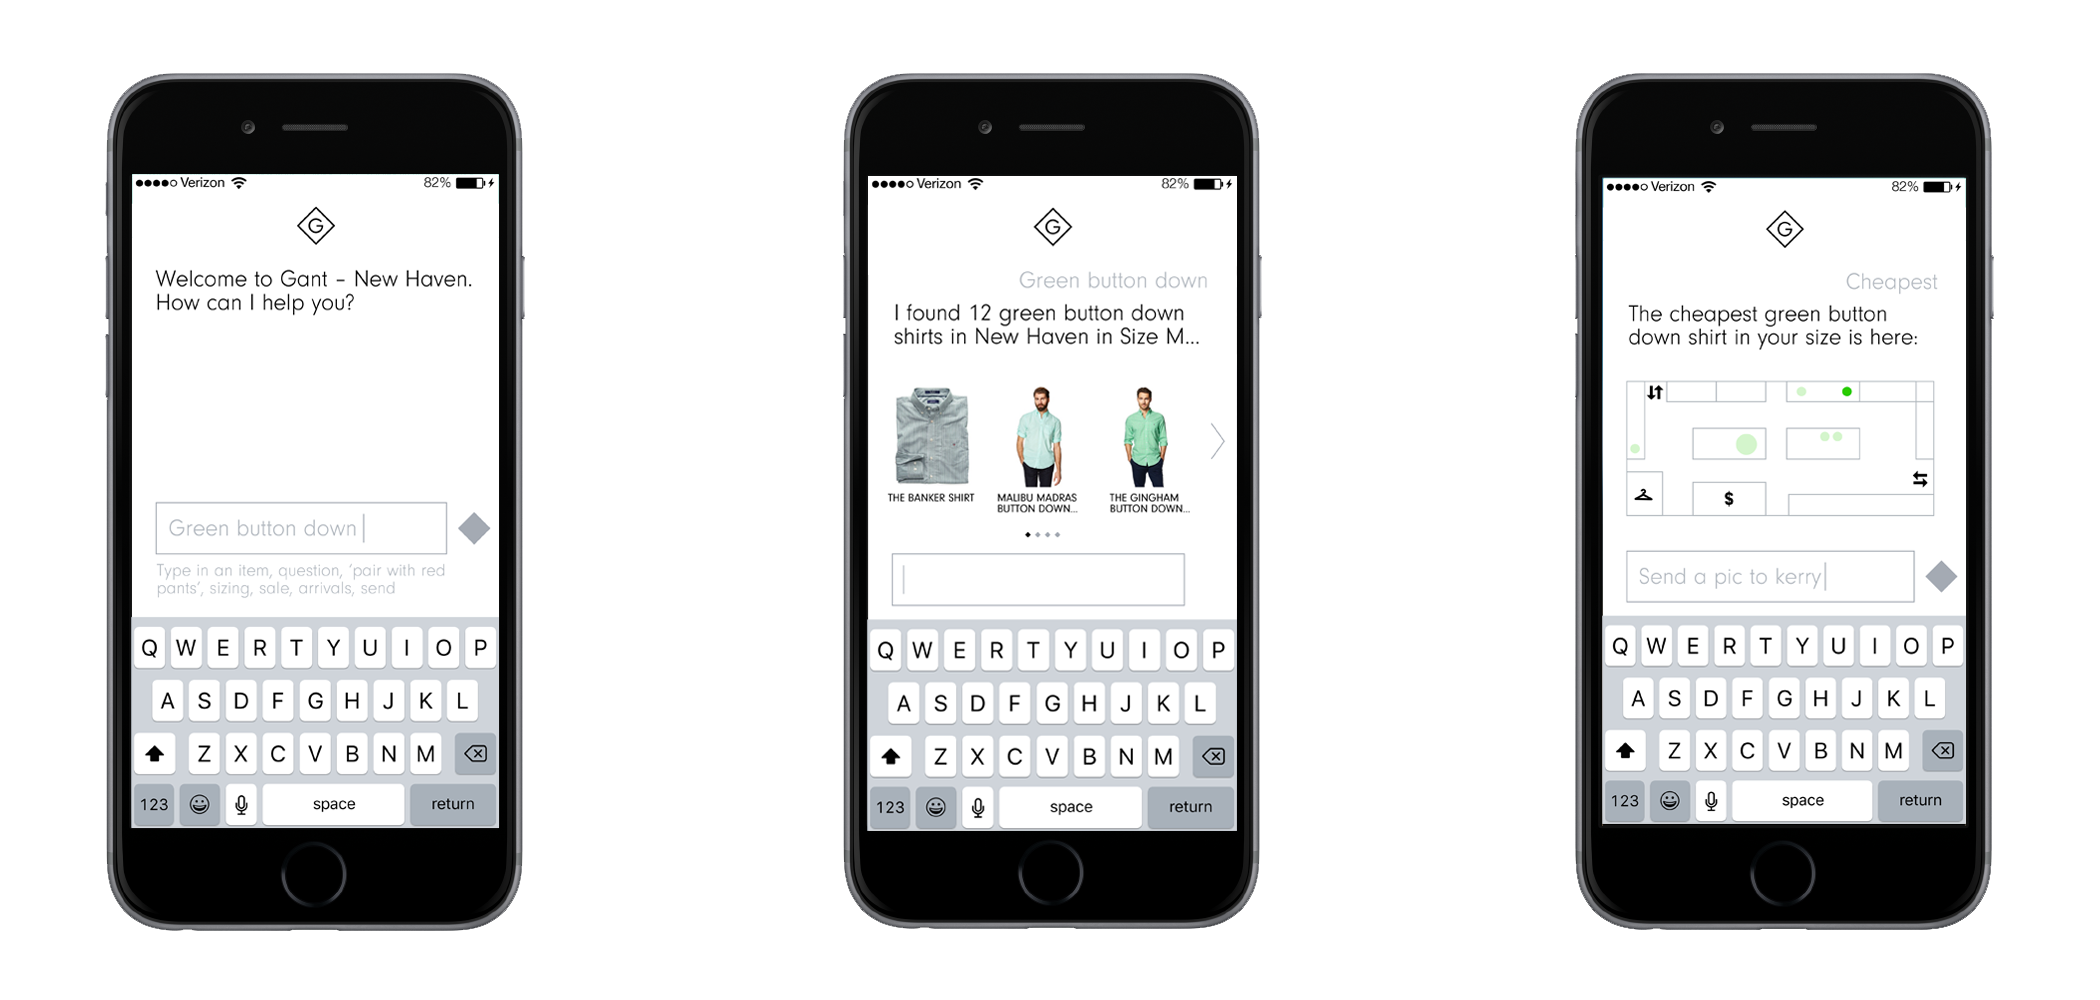 Verizon 82%
G
Welcome to Gant – New Haven.
How can I help you?
Green button down
Type in an item, question, ‘pair with red
pants’, sizing, sale, arrivals, send
Q W E R T Y U I O P
A S D F G H J K L
Z X C V B N M
123 space return
Verizon 82%
G
Green button down
I found 12 green button down
shirts in New Haven in Size M...
THE BANKER SHIRT
MALIBU MADRAS
BUTTON DOWN...
THE GINGHAM
BUTTON DOWN...
Q W E R T Y U I O P
A S D F G H J K L
Z X C V B N M
123 space return
Verizon 82%
G
Cheapest
The cheapest green button
down shirt in your size is here:
$
Send a pic to kerry
Q W E R T Y U I O P
A S D F G H J K L
Z X C V B N M
123 space return